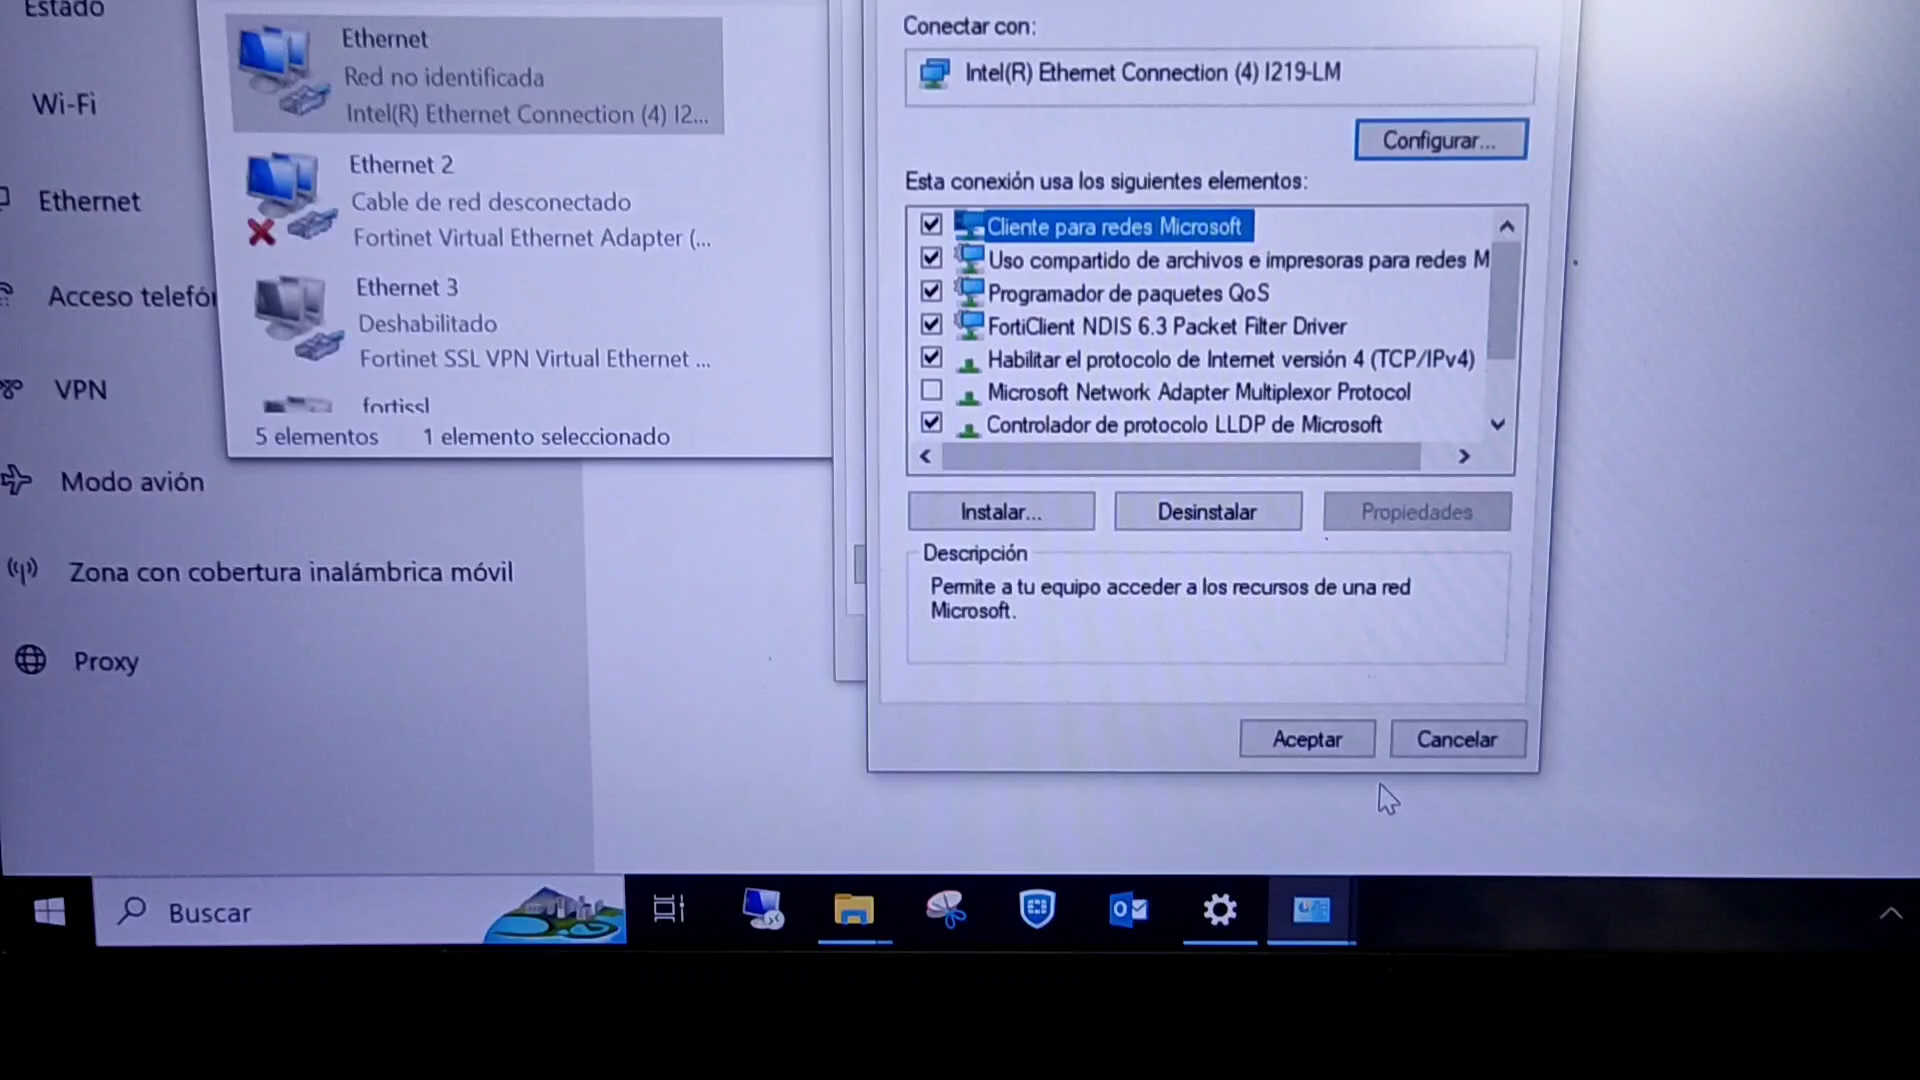 Estado
Wi-Fi
Ethernet
Acceso telefó
VPN
Modo avión
Zona con cobertura inalámbrica móvil
Proxy
Ethernet
Red no identificada
Intel(R) Ethernet Connection (4) I2...
Ethernet 2
Cable de red desconectado
Fortinet Virtual Ethernet Adapter (...
Ethernet 3
Deshabilitado
Fortinet SSL VPN Virtual Ethernet ...
fortissl
5 elementos 1 elemento seleccionado
Conectar con:
Intel(R) Ethernet Connection (4) I219-LM
Configurar...
Esta conexión usa los siguientes elementos:
Cliente para redes Microsoft
Uso compartido de archivos e impresoras para redes M
Programador de paquetes QoS
FortiClient NDIS 6.3 Packet Filter Driver
Habilitar el protocolo de Internet versión 4 (TCP/IPv4)
Microsoft Network Adapter Multiplexor Protocol
Controlador de protocolo LLDP de Microsoft
Instalar... Desinstalar Propiedades
Descripción
Permite a tu equipo acceder a los recursos de una red
Microsoft.
Aceptar Cancelar
Buscar